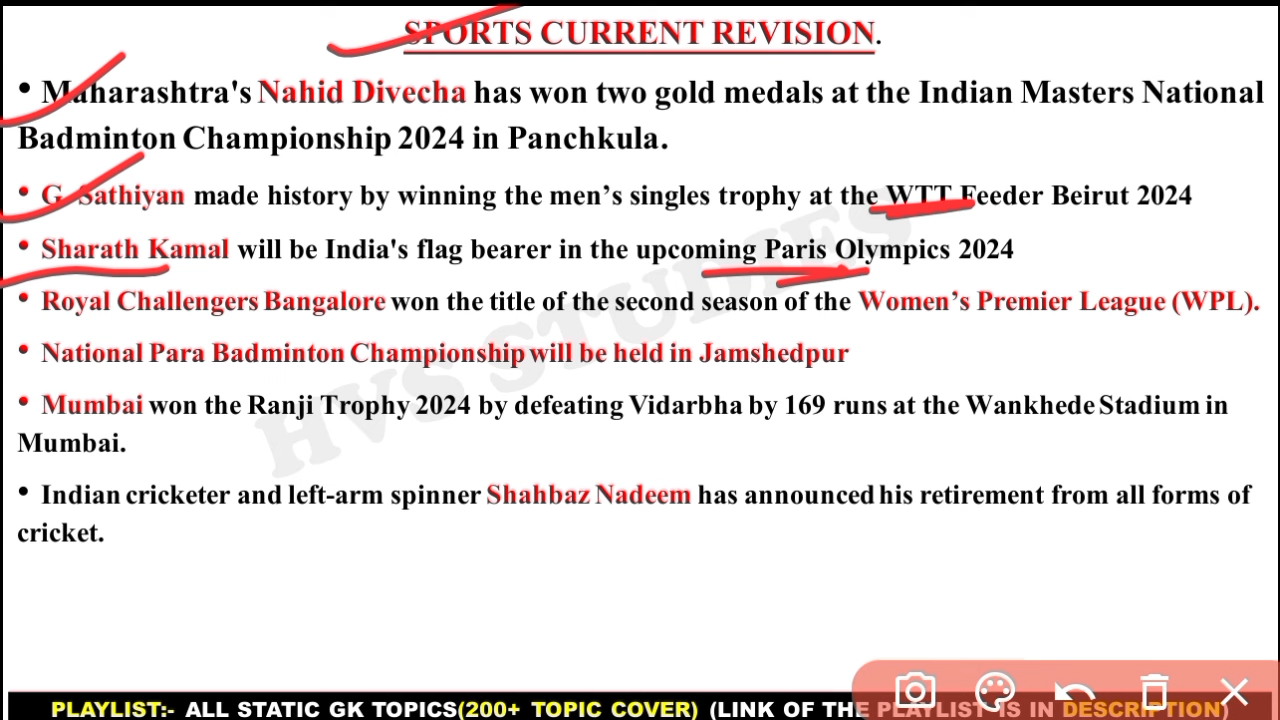 SPORTS CURRENT REVISION.
• Maharashtra's Nahid Divecha has won two gold medals at the Indian Masters National
Badminton Championship 2024 in Panchkula.
• G. Sathiyan made history by winning the men’s singles trophy at the WTT Feeder Beirut 2024
• Sharath Kamal will be India's flag bearer in the upcoming Paris Olympics 2024
• Royal Challengers Bangalore won the title of the second season of the Women’s Premier League (WPL).
• National Para Badminton Championship will be held in Jamshedpur
• Mumbai won the Ranji Trophy 2024 by defeating Vidarbha by 169 runs at the Wankhede Stadium in
Mumbai.
• Indian cricketer and left-arm spinner Shahbaz Nadeem has announced his retirement from all forms of
cricket.
HVS STUDIES
PLAYLIST:- ALL STATIC GK TOPICS(200+ TOPIC COVER) (LINK OF THE PLAYLIST IS IN DESCRIPTION)